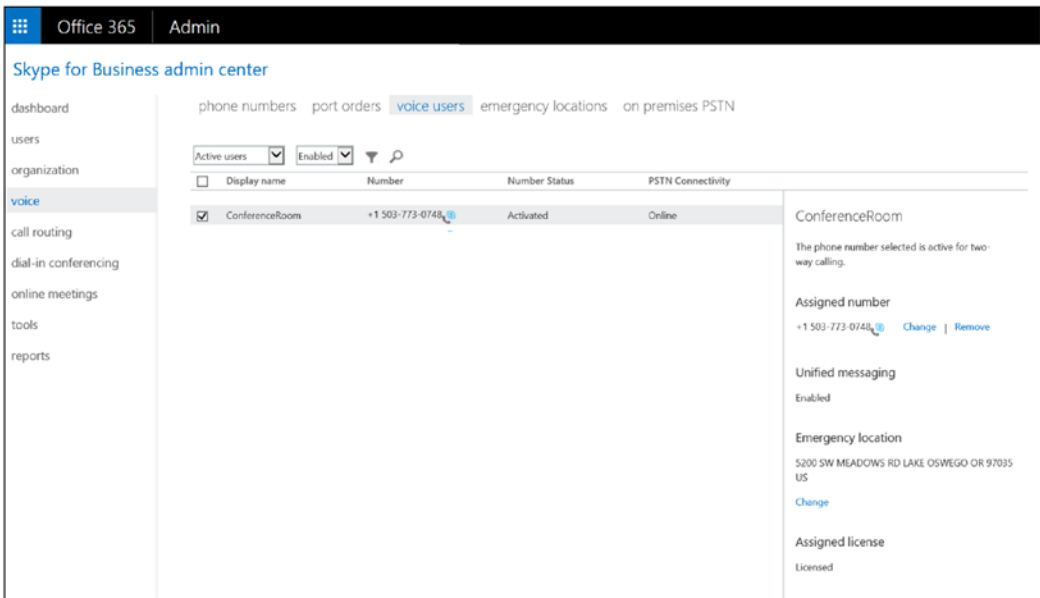 Office 365 Admin
Skype for Business admin center
dashboard
users
organization
voice
call routing
dial-in conferencing
online meetings
tools
reports
phone numbers port orders voice users emergency locations on premises PSTN
Active users Enabled
Display name Number Number Status PSTN Connectivity
ConferenceRoom +1 503-773-0748 Activated Online
ConferenceRoom
The phone number selected is active for two-
way calling.
Assigned number
+1 503-773-0748 Change | Remove
Unified messaging
Enabled
Emergency location
5200 SW MEADOWS RD LAKE OSWEGO OR 97035
US
Change
Assigned license
Licensed